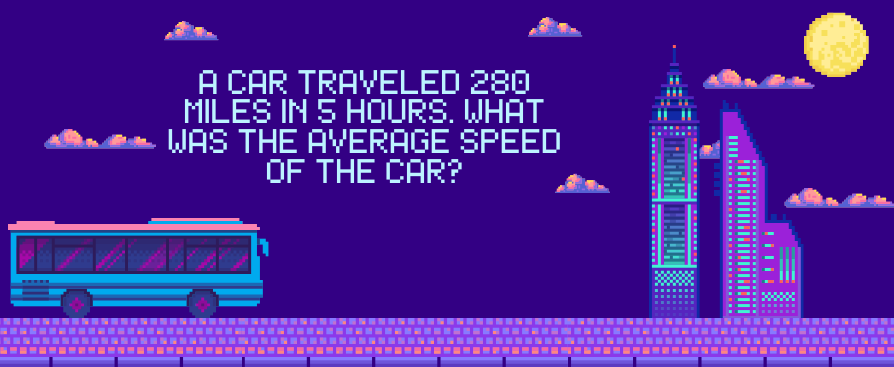 A CAR TRAVELED 280
MILES IN 5 HOURS. WHAT
WAS THE AVERAGE SPEED
OF THE CAR?